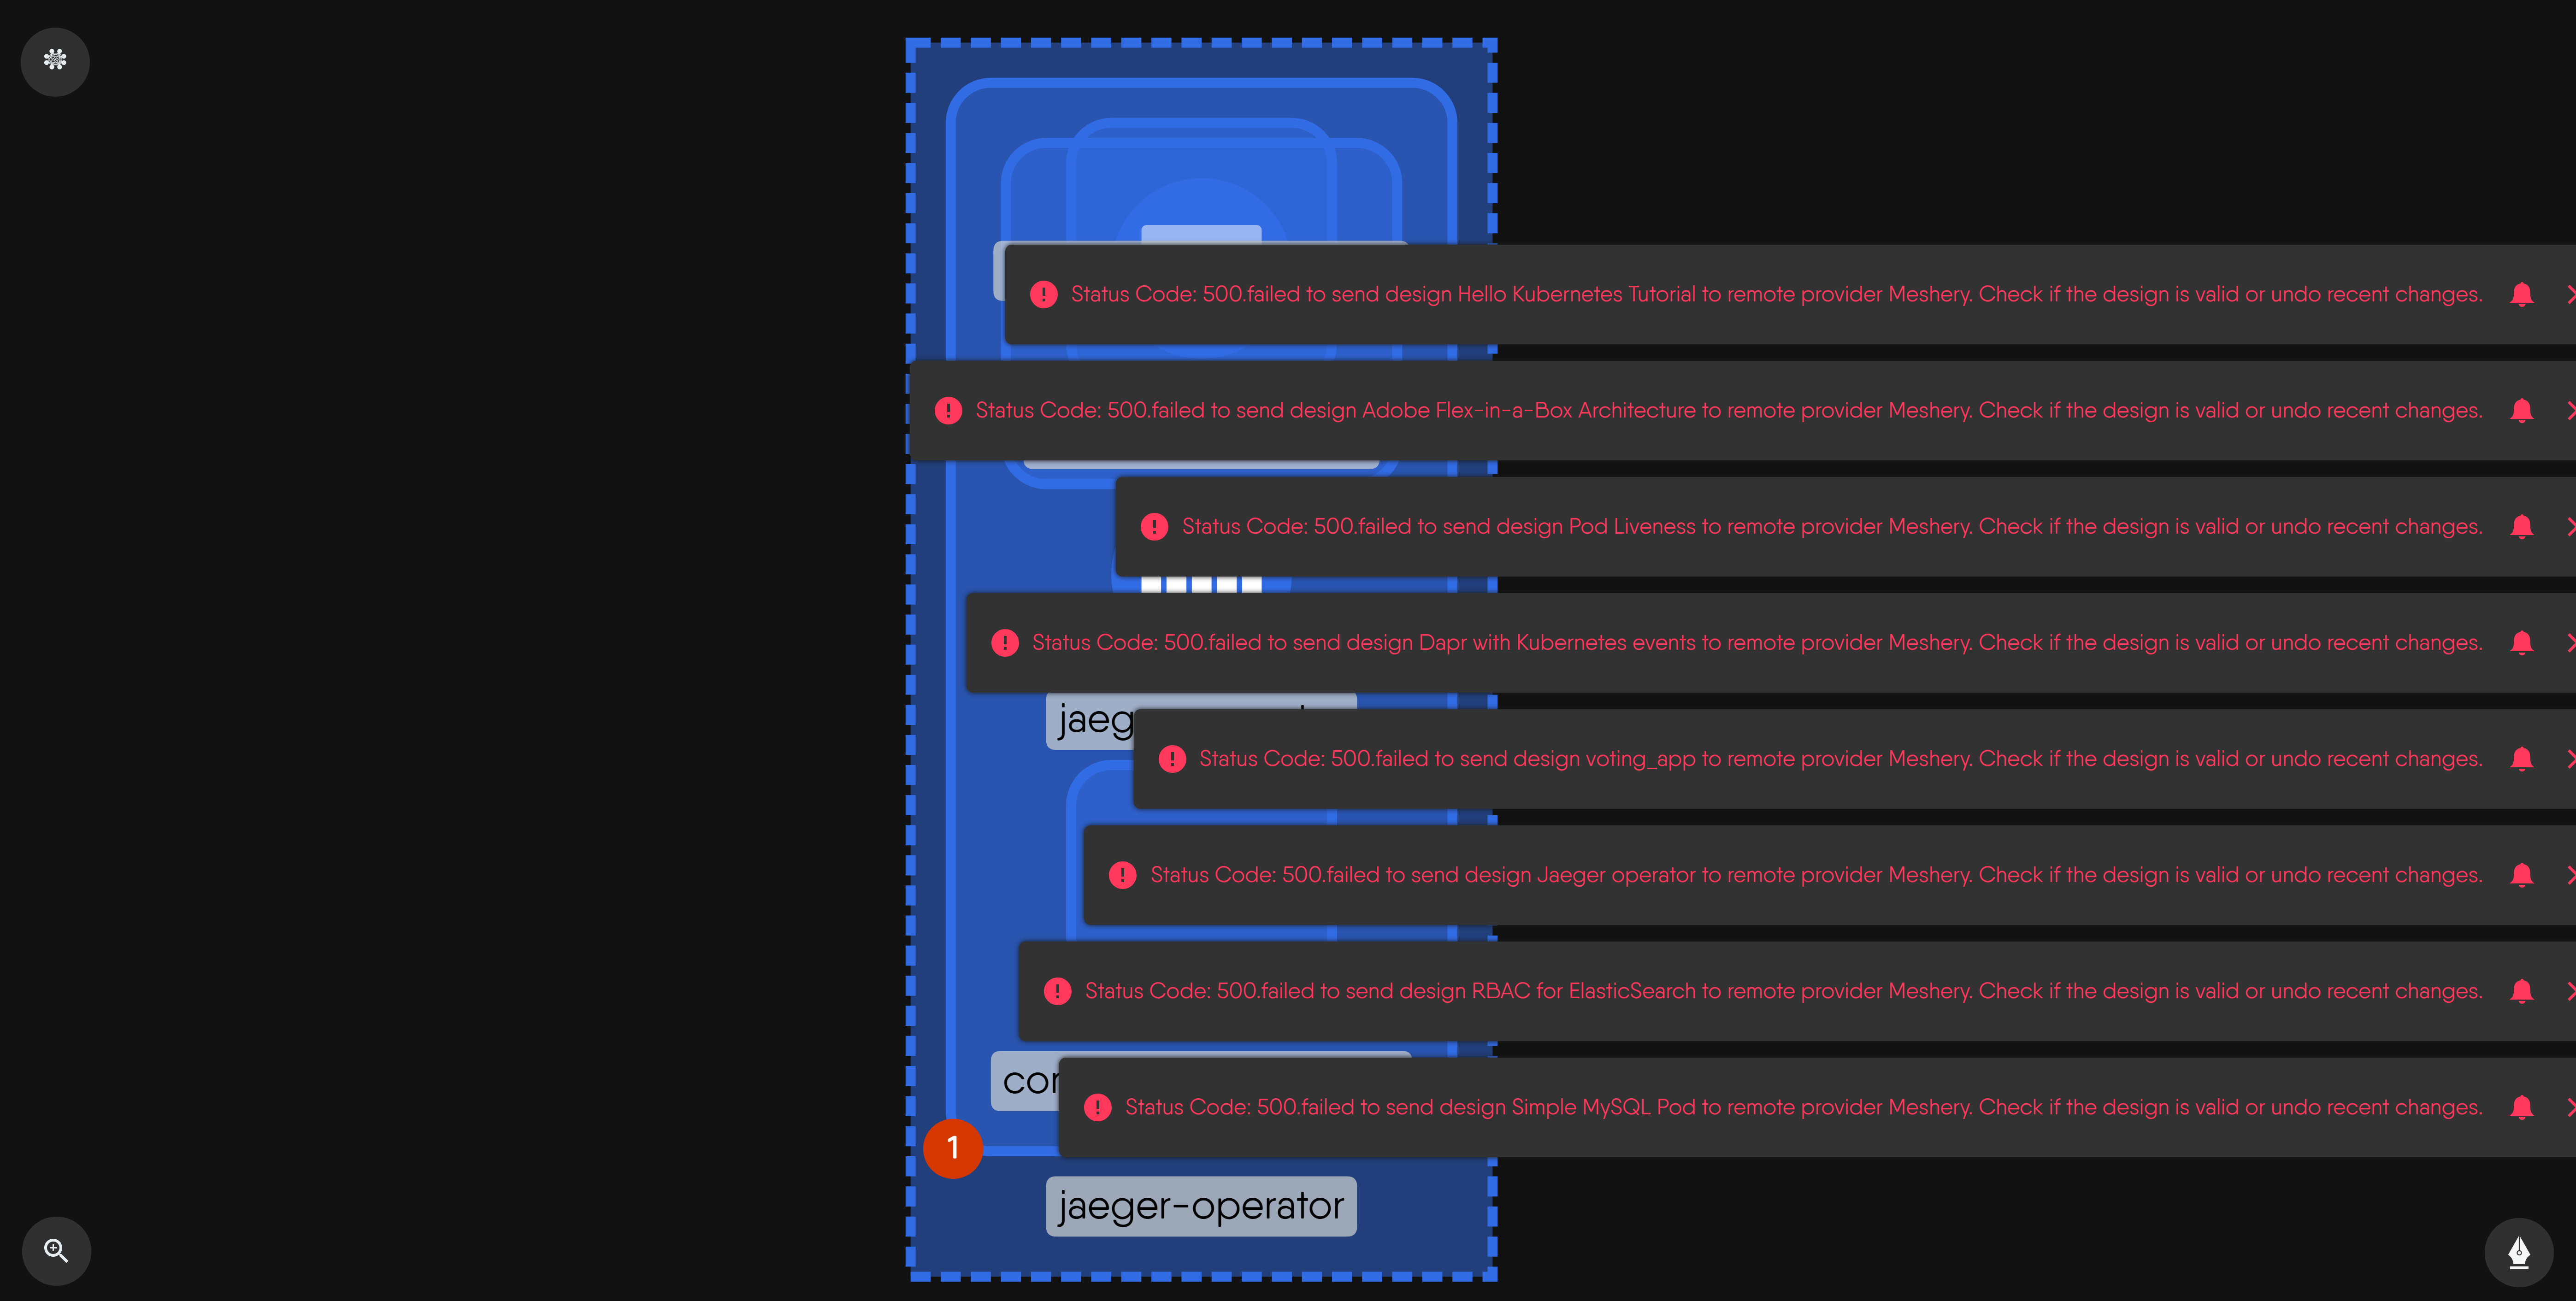 Status Code: 500.failed to send design Hello Kubernetes Tutorial to remote provider Meshery. Check if the design is valid or undo recent changes.
Status Code: 500.failed to send design Adobe Flex-in-a-Box Architecture to remote provider Meshery. Check if the design is valid or undo recent changes.
Status Code: 500.failed to send design Pod Liveness to remote provider Meshery. Check if the design is valid or undo recent changes.
Status Code: 500.failed to send design Dapr with Kubernetes events to remote provider Meshery. Check if the design is valid or undo recent changes.
Status Code: 500.failed to send design voting_app to remote provider Meshery. Check if the design is valid or undo recent changes.
Status Code: 500.failed to send design Jaeger operator to remote provider Meshery. Check if the design is valid or undo recent changes.
Status Code: 500.failed to send design RBAC for ElasticSearch to remote provider Meshery. Check if the design is valid or undo recent changes.
Status Code: 500.failed to send design Simple MySQL Pod to remote provider Meshery. Check if the design is valid or undo recent changes.
1
jaeger-operator